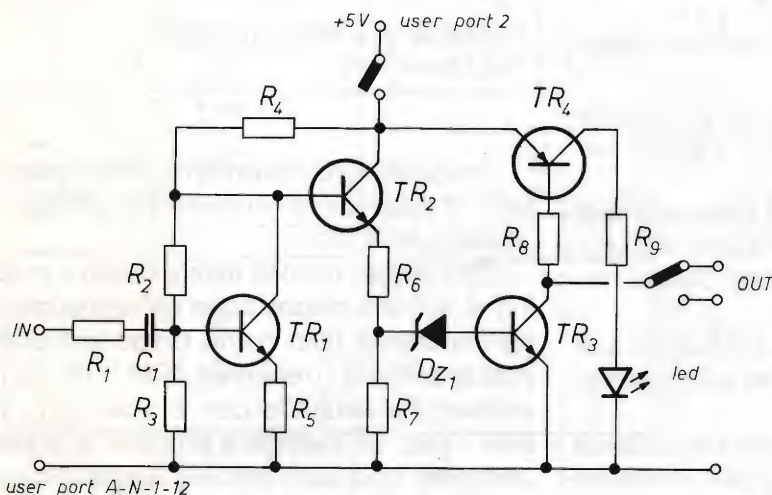 +5V user port 2
R4
TR4
TR2
R2
R8
R9
R6
OUT
IN
TR1
TR3
R1
C1
Dz1
led
R3
R5
R7
user port A-N-1-12